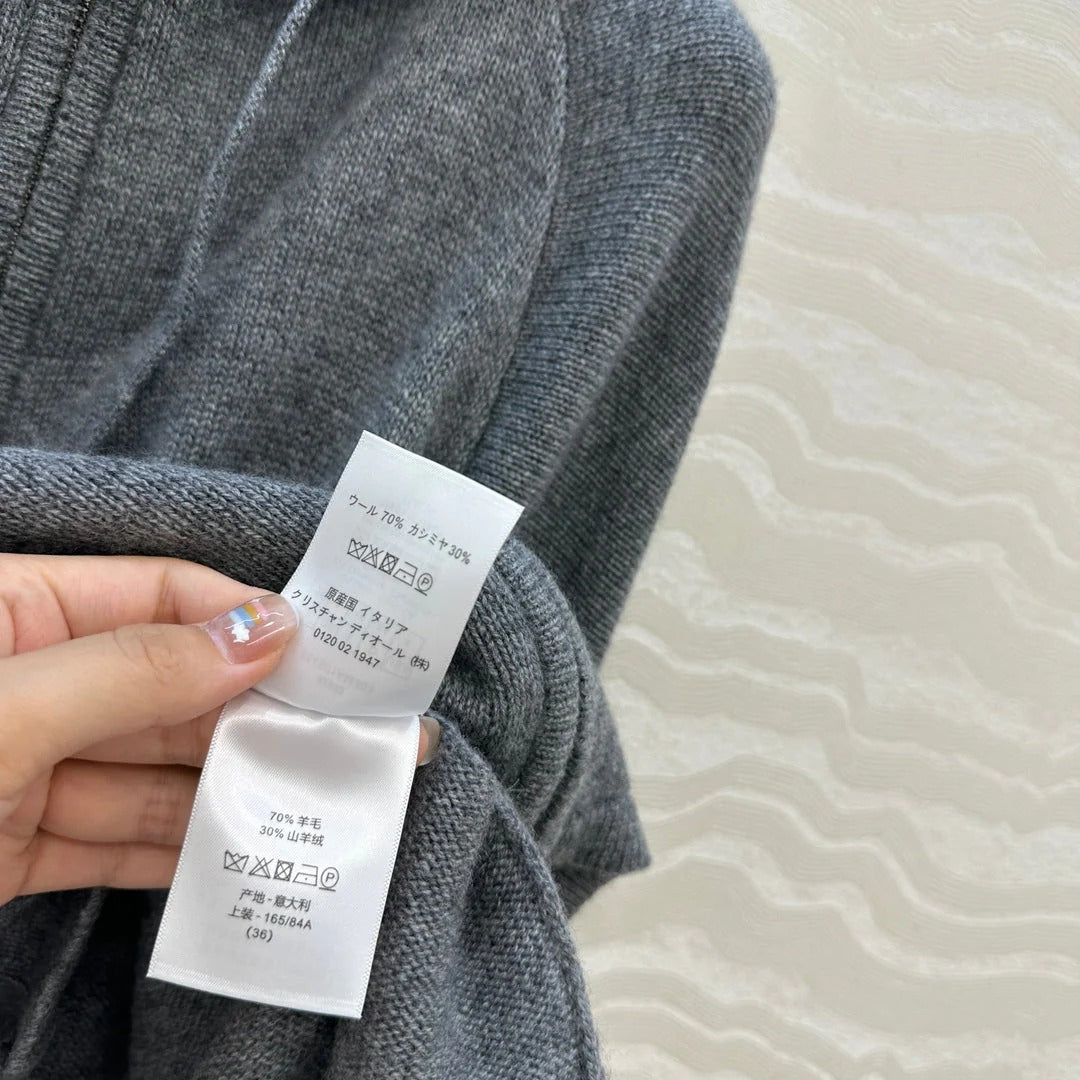 ウール 70% カシミヤ 30%
P
原産国 イタリア
クリスチャン ディオール (株)
0120 02 1947
70% 羊毛
30% 山羊绒
P
产地 - 意大利
上装 - 165/84A
(36)